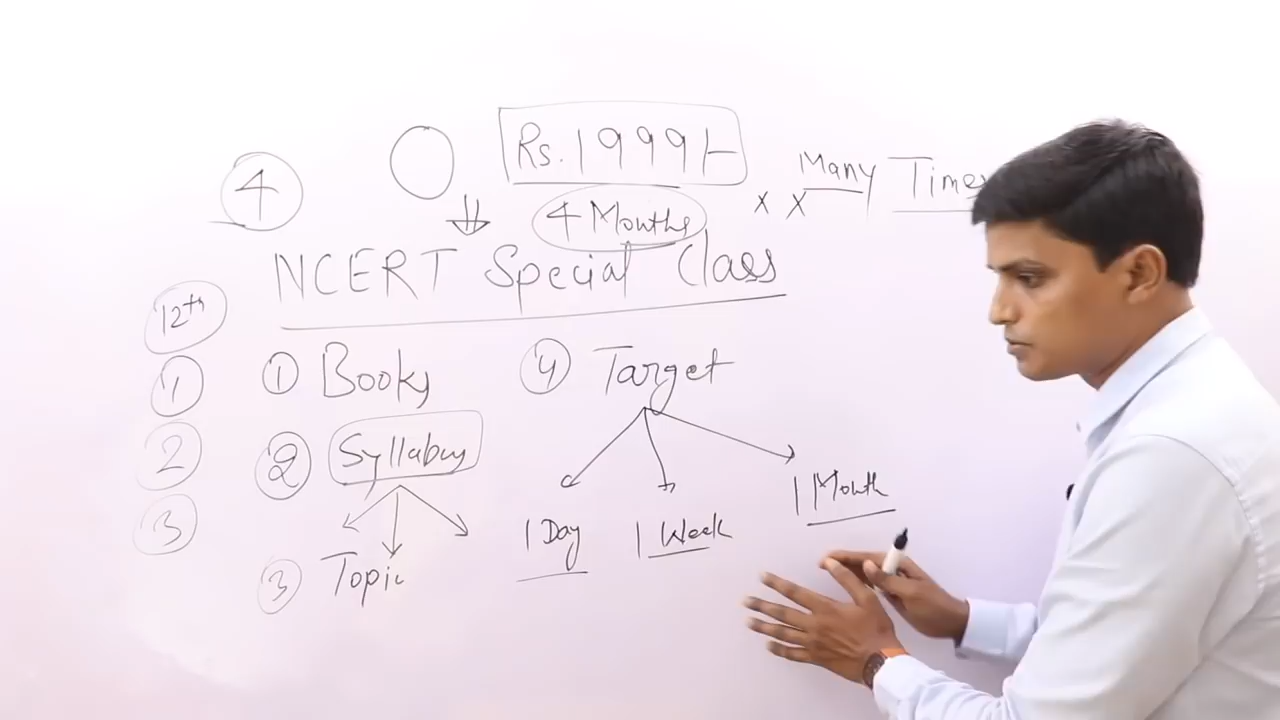 4 Rs. 1999/- Many Times
4 Months x x
NCERT Special Class
12th
1 1 Books 4 Target
2 2 Syllabus
1 Month
3 1 Day 1 Week
3 Topic